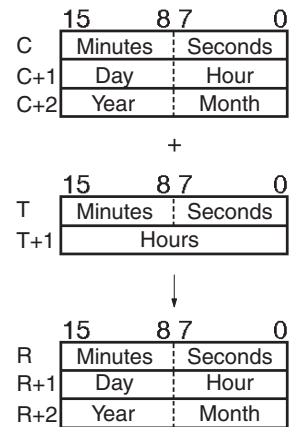 15 8 7 0
C Minutes Seconds
C+1 Day Hour
C+2 Year Month
+
15 8 7 0
T Minutes Seconds
T+1 Hours
15 8 7 0
R Minutes Seconds
R+1 Day Hour
R+2 Year Month